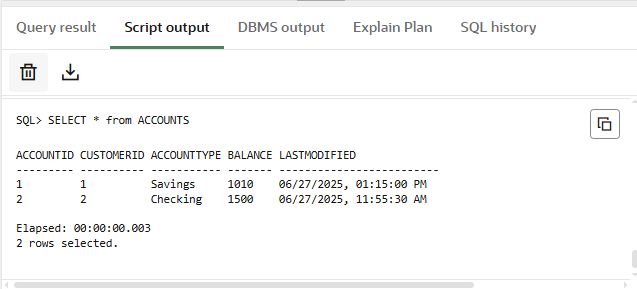 Query result Script output DBMS output Explain Plan SQL history
SQL> SELECT * from ACCOUNTS
ACCOUNTID CUSTOMERID ACCOUNTTYPE BALANCE LASTMODIFIED
--------- ---------- ----------- ------- -------------------------
1 1 Savings 1010 06/27/2025, 01:15:00 PM
2 2 Checking 1500 06/27/2025, 11:55:30 AM
Elapsed: 00:00:00.003
2 rows selected.